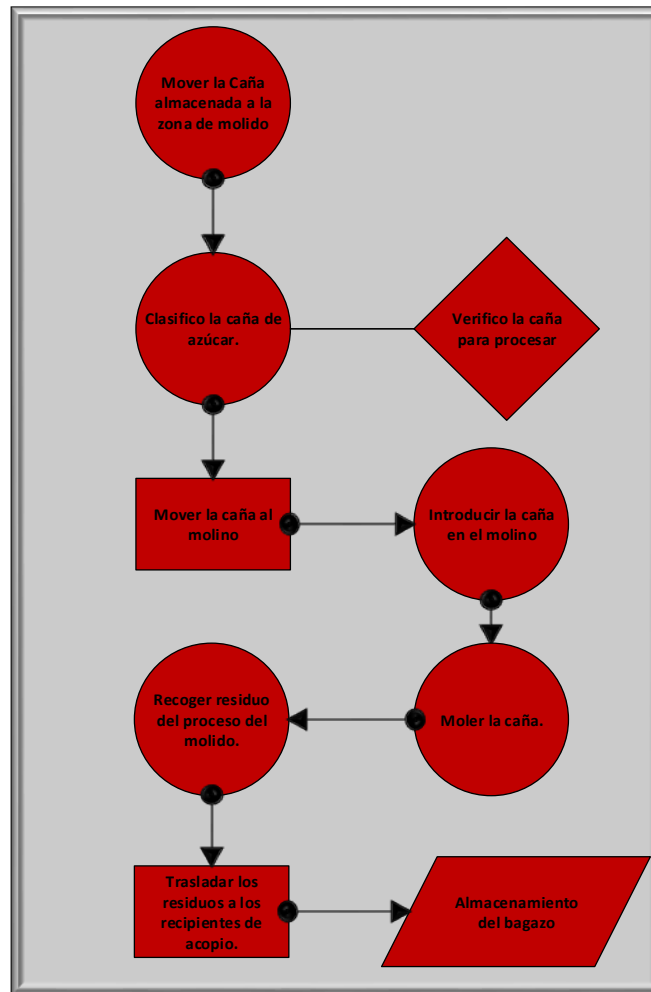 Mover la Caña
almacenada a la
zona de molido
Clasifico la caña de
azúcar.
Verifico la caña
para procesar
Mover la caña al
molino
Introducir la caña
en el molino
Moler la caña.
Recoger residuo
del proceso del
molido.
Trasladar los
residuos a los
recipientes de
acopio.
Almacenamiento
del bagazo